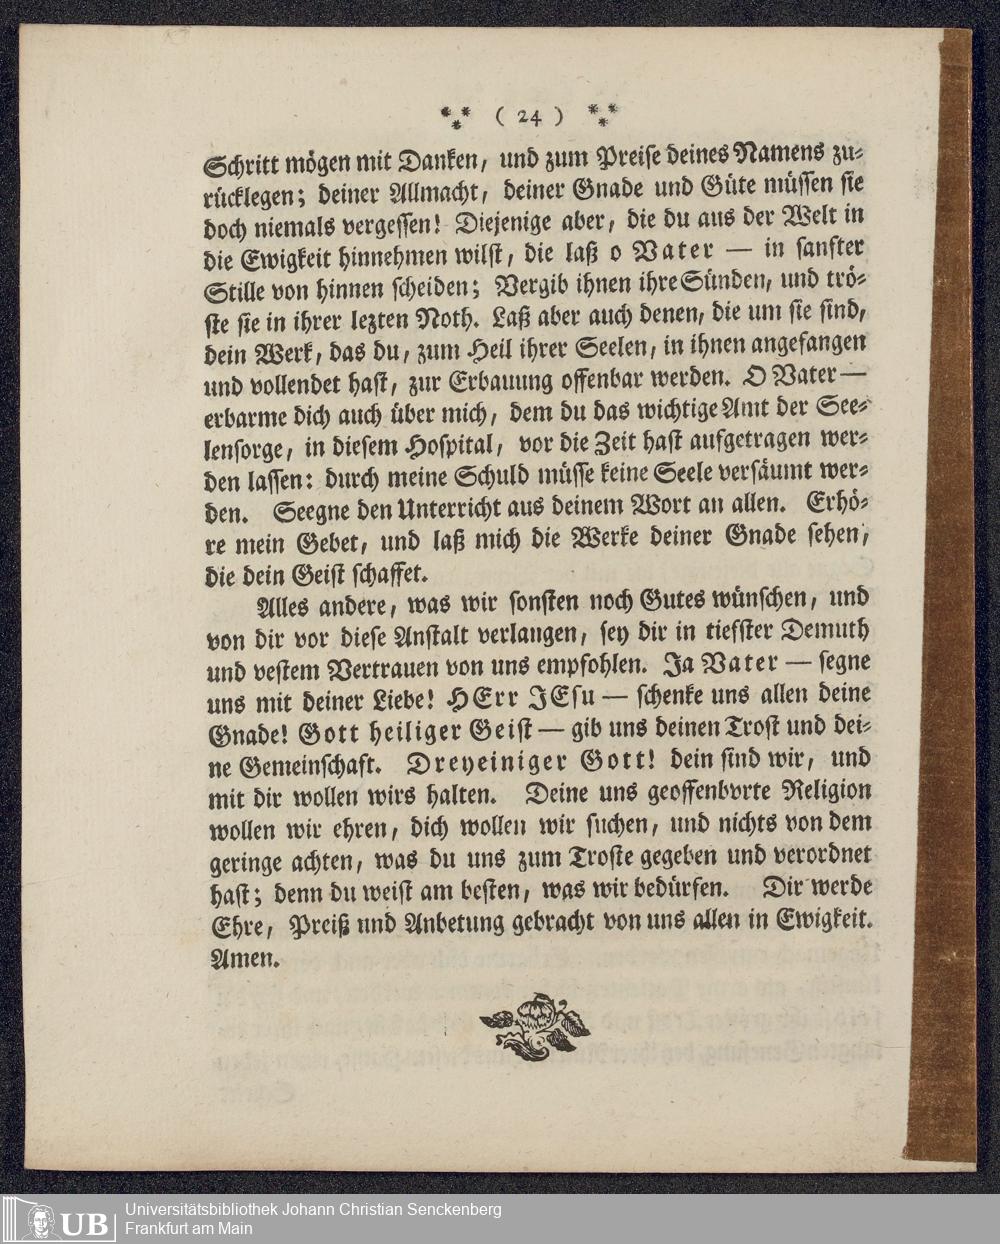 ( 24 )
Schritt mögen mit Danken, und zum Preise deines Namens zu-
rücklegen; deiner Allmacht, deiner Gnade und Güte müssen sie
doch niemals vergessen! Diejenige aber, die du aus der Welt in
die Ewigkeit hinnehmen wilst, die laß o Vater — in sanfter
Stille von hinnen scheiden; Vergib ihnen ihre Sünden, und trö-
ste sie in ihrer lezten Noth. Laß aber auch denen, die um sie sind,
dein Werk, das du, zum Heil ihrer Seelen, in ihnen angefangen
und vollendet hast, zur Erbauung offenbar werden. O Vater —
erbarme dich auch über mich, dem du das wichtige Amt der See-
lensorge, in diesem Hospital, vor die Zeit hast aufgetragen wer-
den lassen: durch meine Schuld müsse keine Seele versäumt wer-
den. Seegne den Unterricht aus deinem Wort an allen. Erhö-
re mein Gebet, und laß mich die Werke deiner Gnade sehen,
die dein Geist schaffet.
Alles andere, was wir sonsten noch Gutes wünschen, und
von dir vor diese Anstalt verlangen, sey dir in tiefster Demuth
und vestem Vertrauen von uns empfohlen. Ja Vater — segne
uns mit deiner Liebe! HErr JEsu — schenke uns allen deine
Gnade! Gott heiliger Geist — gib uns deinen Trost und dei-
ne Gemeinschaft. Dreyeiniger Gott! dein sind wir, und
mit dir wollen wirs halten. Deine uns geoffenbvrte Religion
wollen wir ehren, dich wollen wir suchen, und nichts von dem
geringe achten, was du uns zum Troste gegeben und verordnet
hast; denn du weist am besten, was wir bedürfen. Dir werde
Ehre, Preiß und Anbetung gebracht von uns allen in Ewigkeit.
Amen.
UB
Universitätsbibliothek Johann Christian Senckenberg
Frankfurt am Main